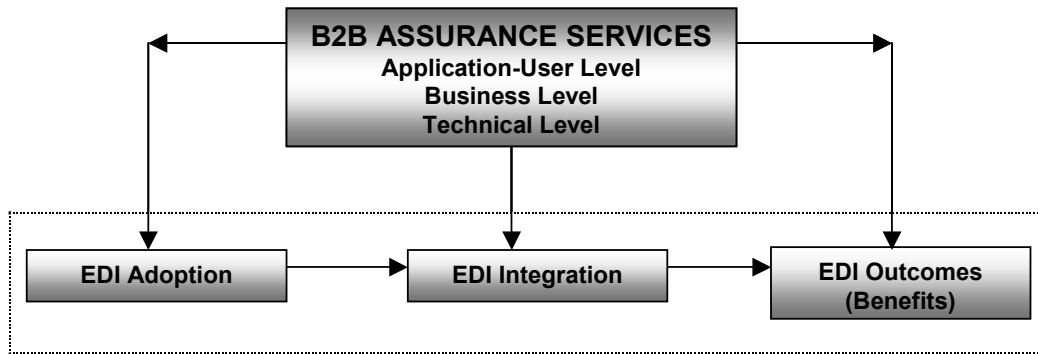 B2B ASSURANCE SERVICES
Application-User Level
Business Level
Technical Level
EDI Adoption
EDI Integration
EDI Outcomes
(Benefits)